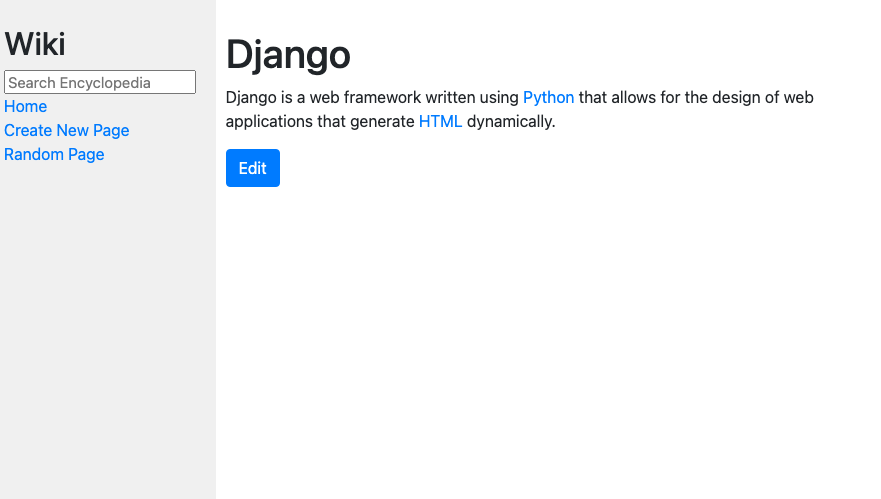 Wiki
Search Encyclopedia
Home
Create New Page
Random Page
Django
Django is a web framework written using Python that allows for the design of web
applications that generate HTML dynamically.
Edit